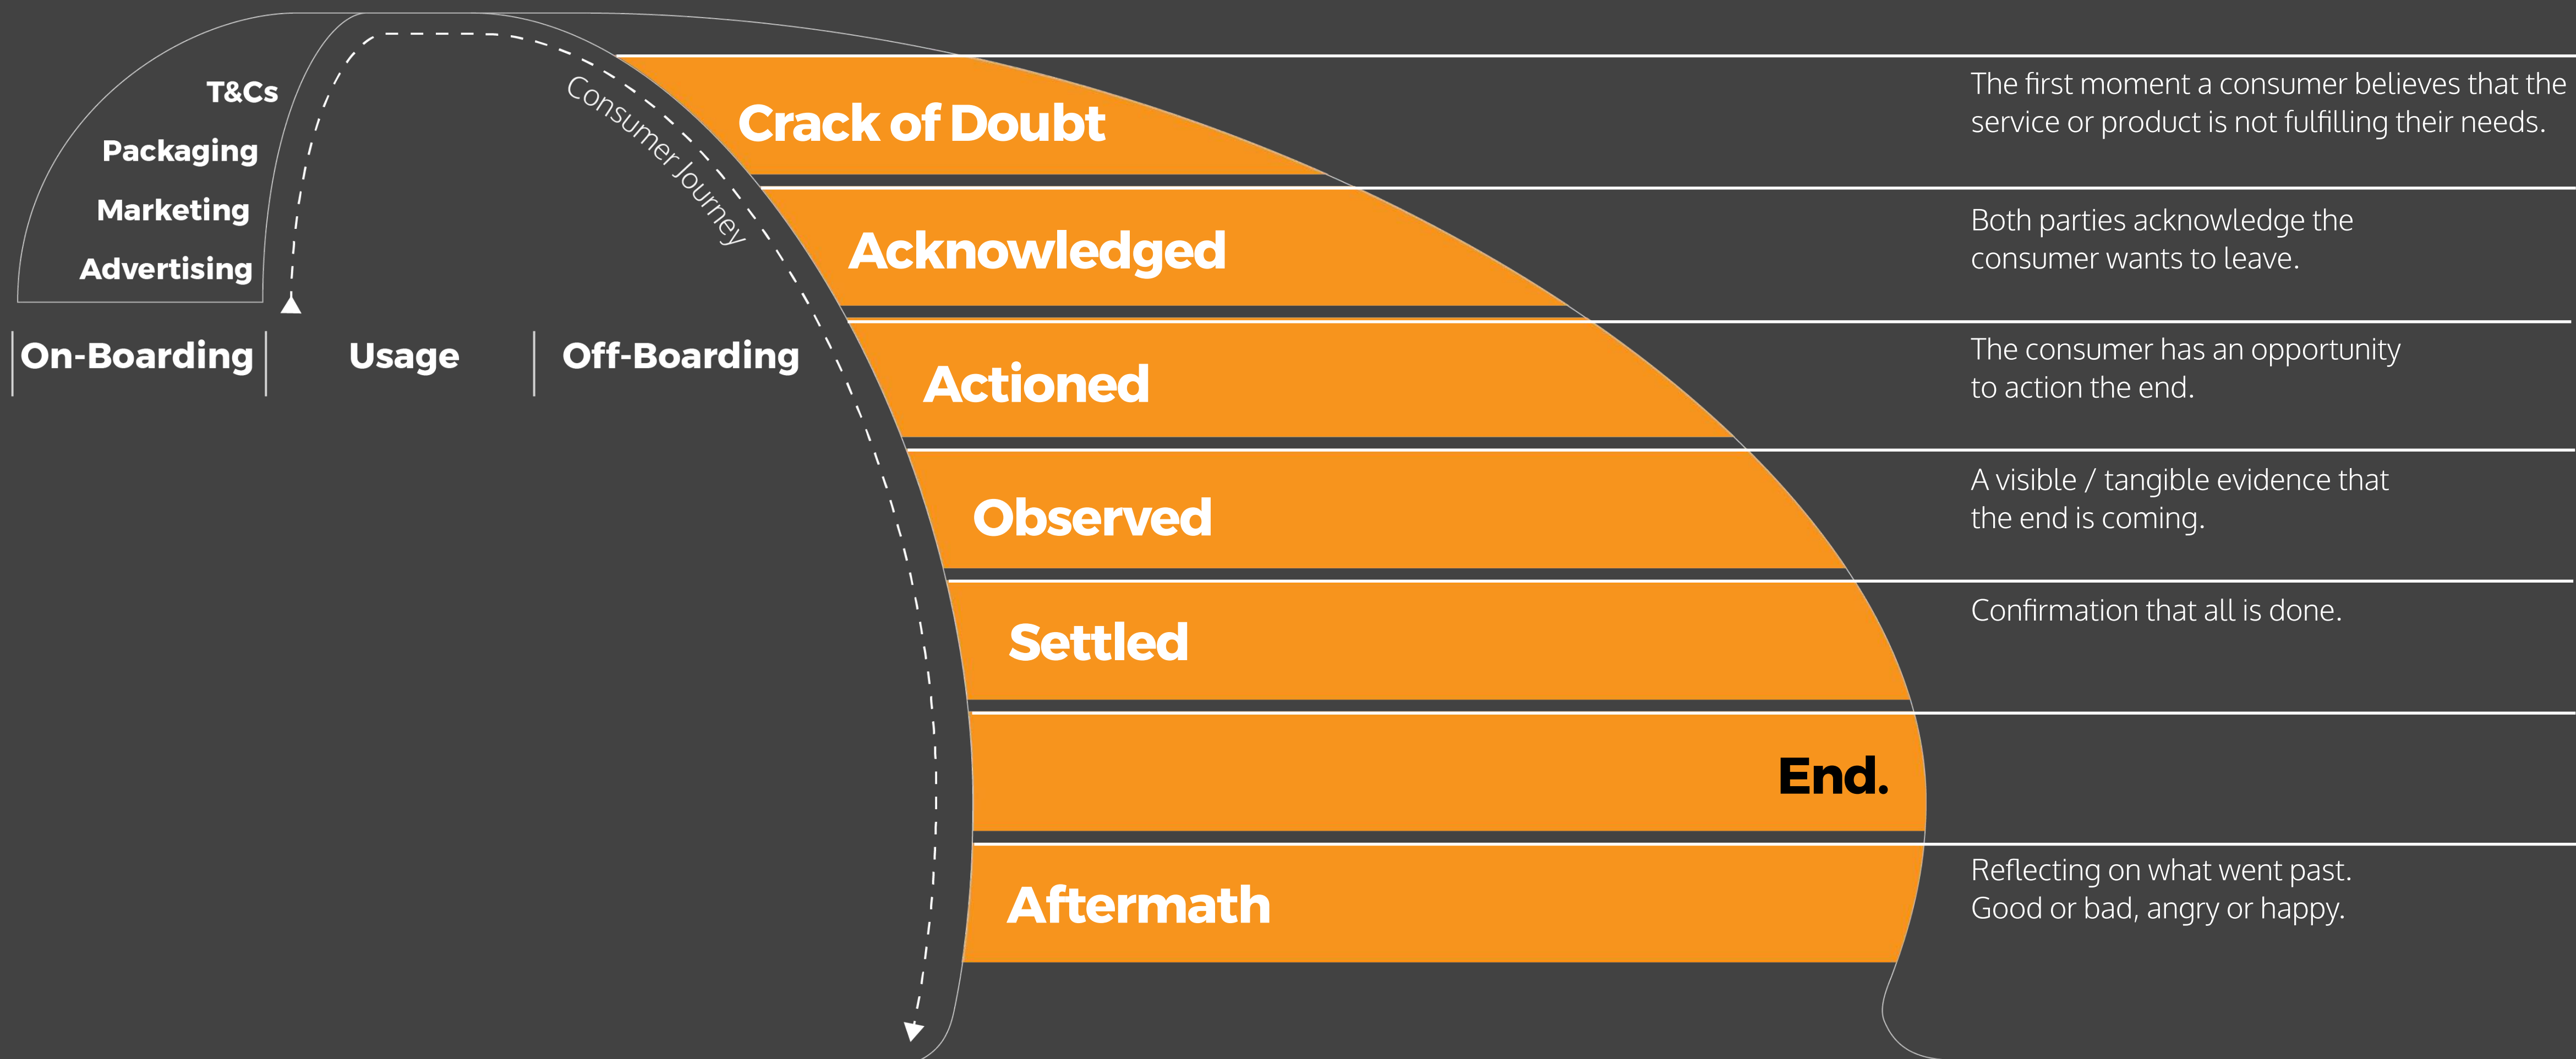 T&Cs
Packaging
Marketing
Advertising
On-Boarding
Usage
Off-Boarding
Consumer Journey
Crack of Doubt
The first moment a consumer believes that the
service or product is not fulfilling their needs.
Acknowledged
Both parties acknowledge the
consumer wants to leave.
Actioned
The consumer has an opportunity
to action the end.
Observed
A visible / tangible evidence that
the end is coming.
Settled
Confirmation that all is done.
End.
Aftermath
Reflecting on what went past.
Good or bad, angry or happy.